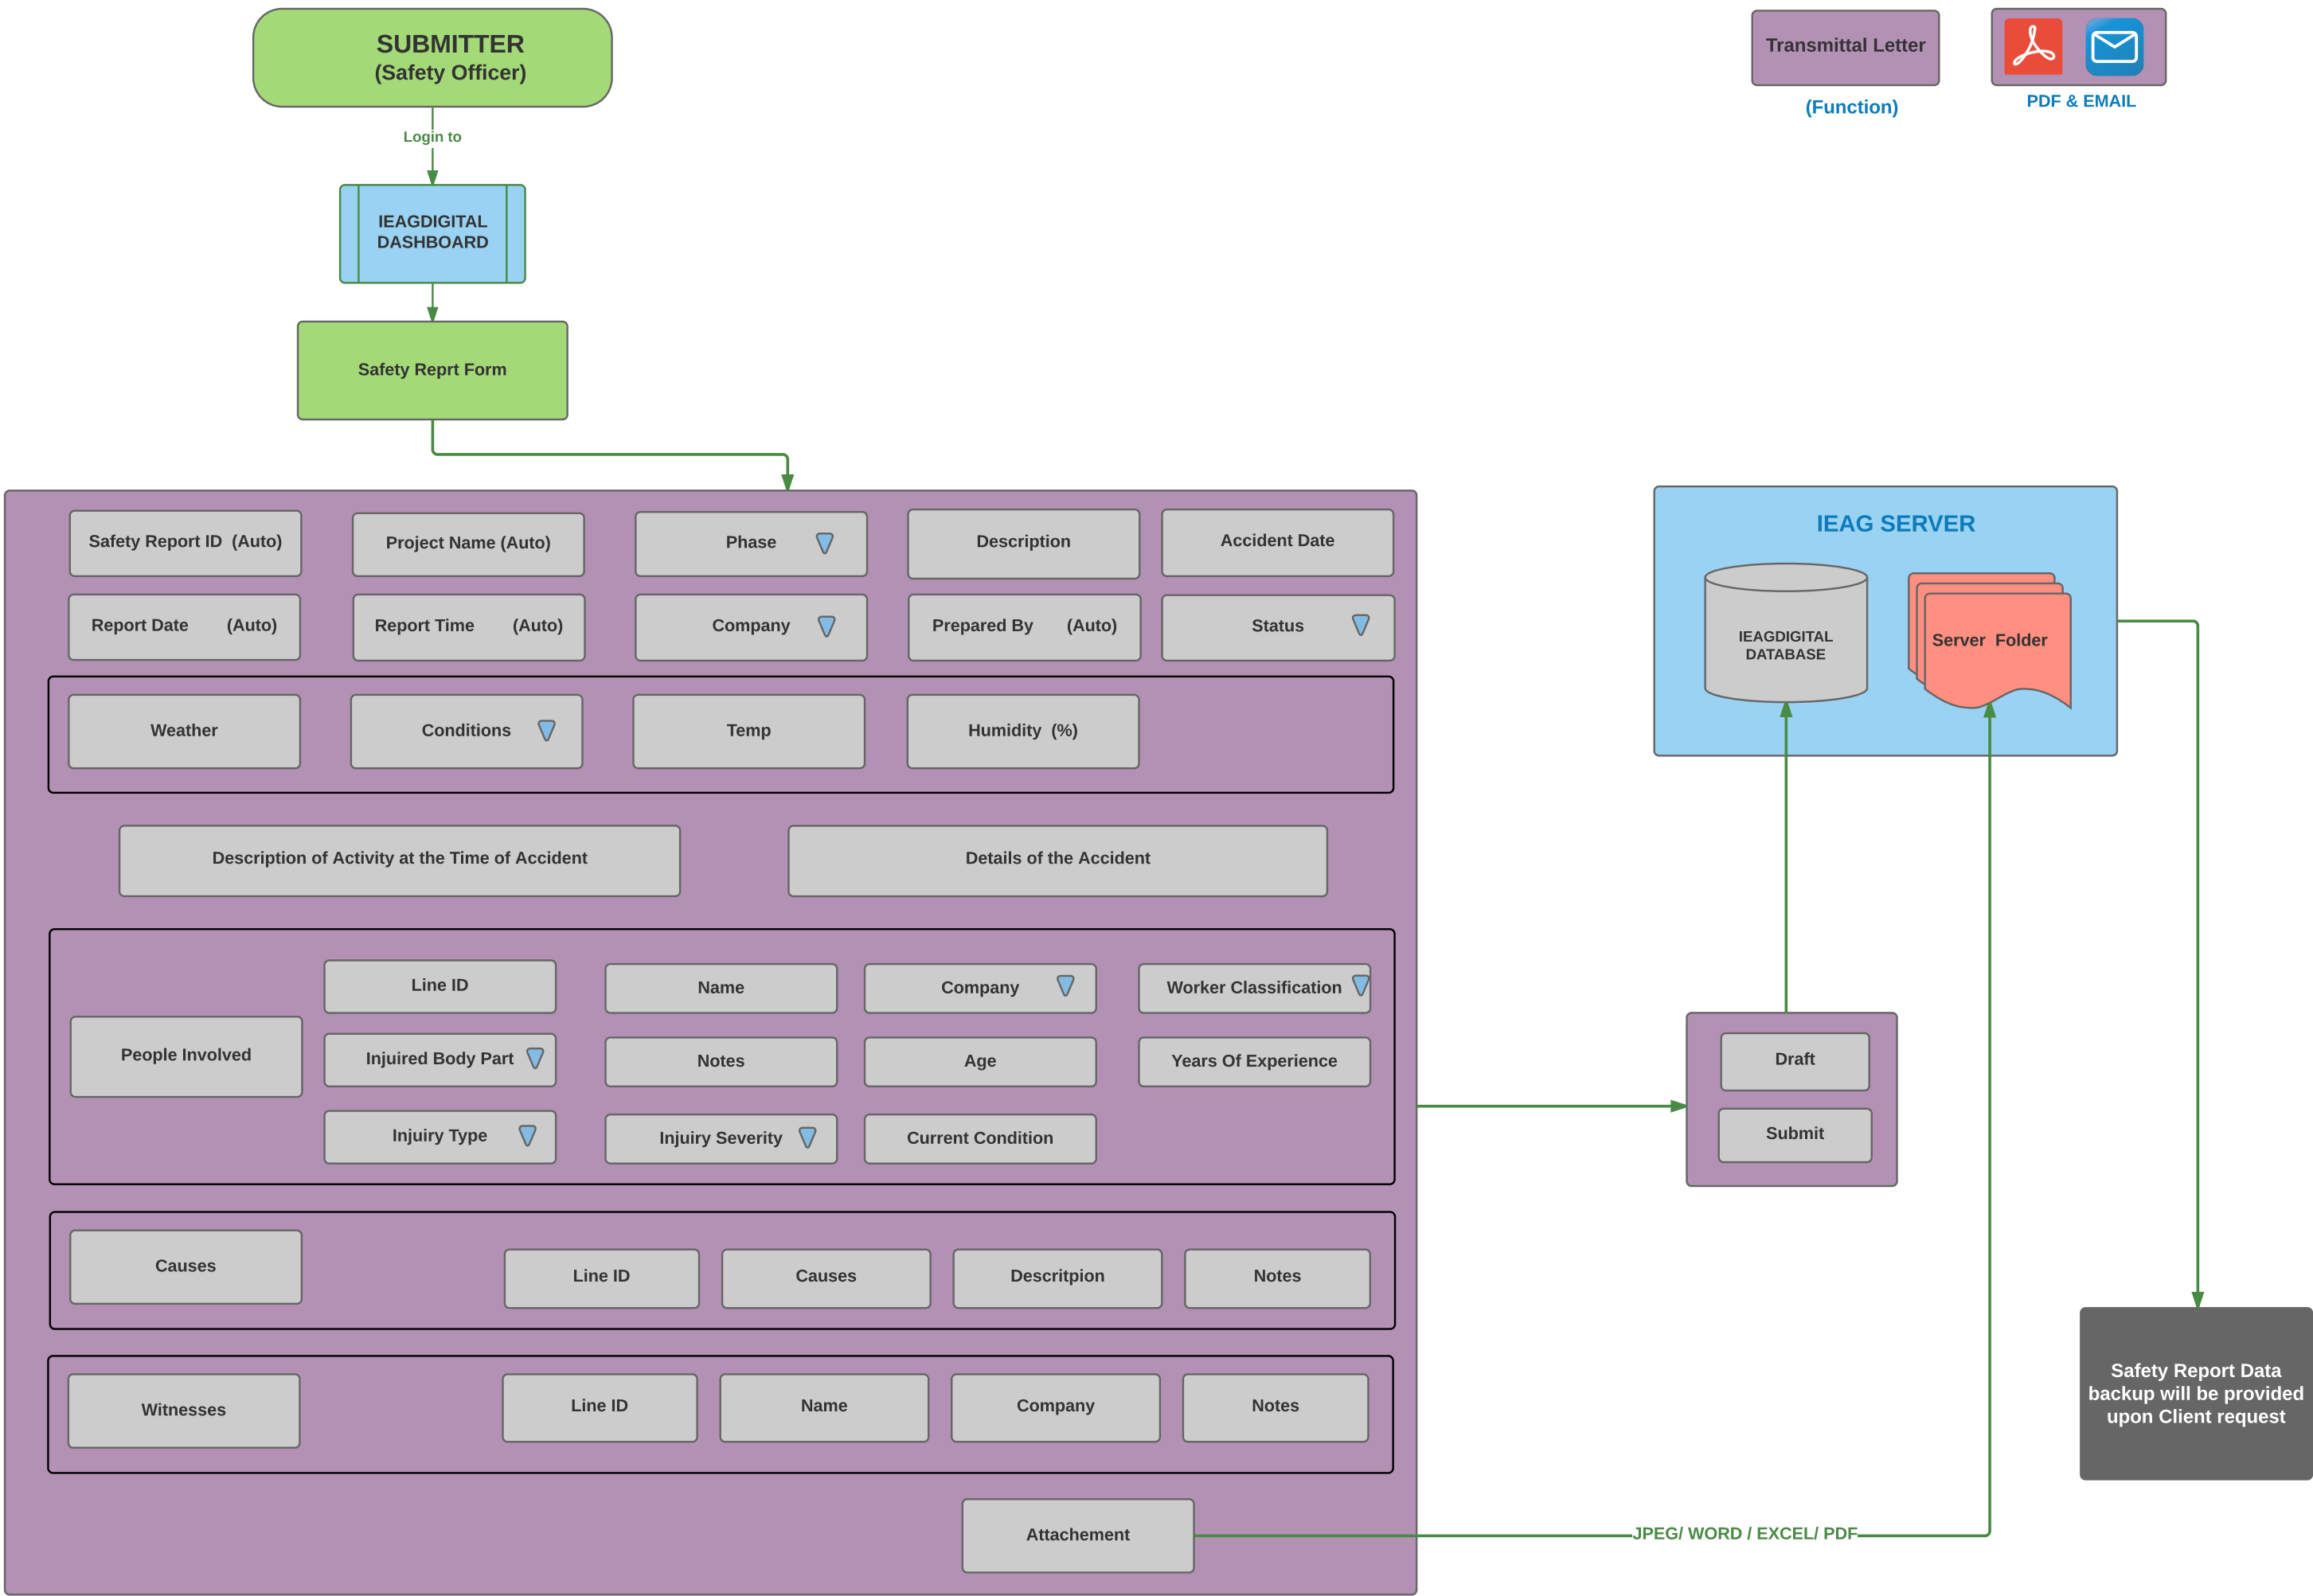 SUBMITTER
(Safety Officer)
Transmittal Letter
(Function)
PDF & EMAIL
Login to
IEAGDIGITAL
DASHBOARD
Safety Reprt Form
Safety Report ID (Auto)
Project Name (Auto)
Phase
Description
Accident Date
Report Date (Auto)
Report Time (Auto)
Company
Prepared By (Auto)
Status
Weather
Conditions
Temp
Humidity (%)
Description of Activity at the Time of Accident
Details of the Accident
People Involved
Line ID
Name
Company
Worker Classification
Injuired Body Part
Notes
Age
Years Of Experience
Injuiry Type
Injuiry Severity
Current Condition
Causes
Line ID
Causes
Descritpion
Notes
Witnesses
Line ID
Name
Company
Notes
Attachement
JPEG/ WORD / EXCEL/ PDF
IEAG SERVER
IEAGDIGITAL
DATABASE
Server Folder
Draft
Submit
Safety Report Data
backup will be provided
upon Client request